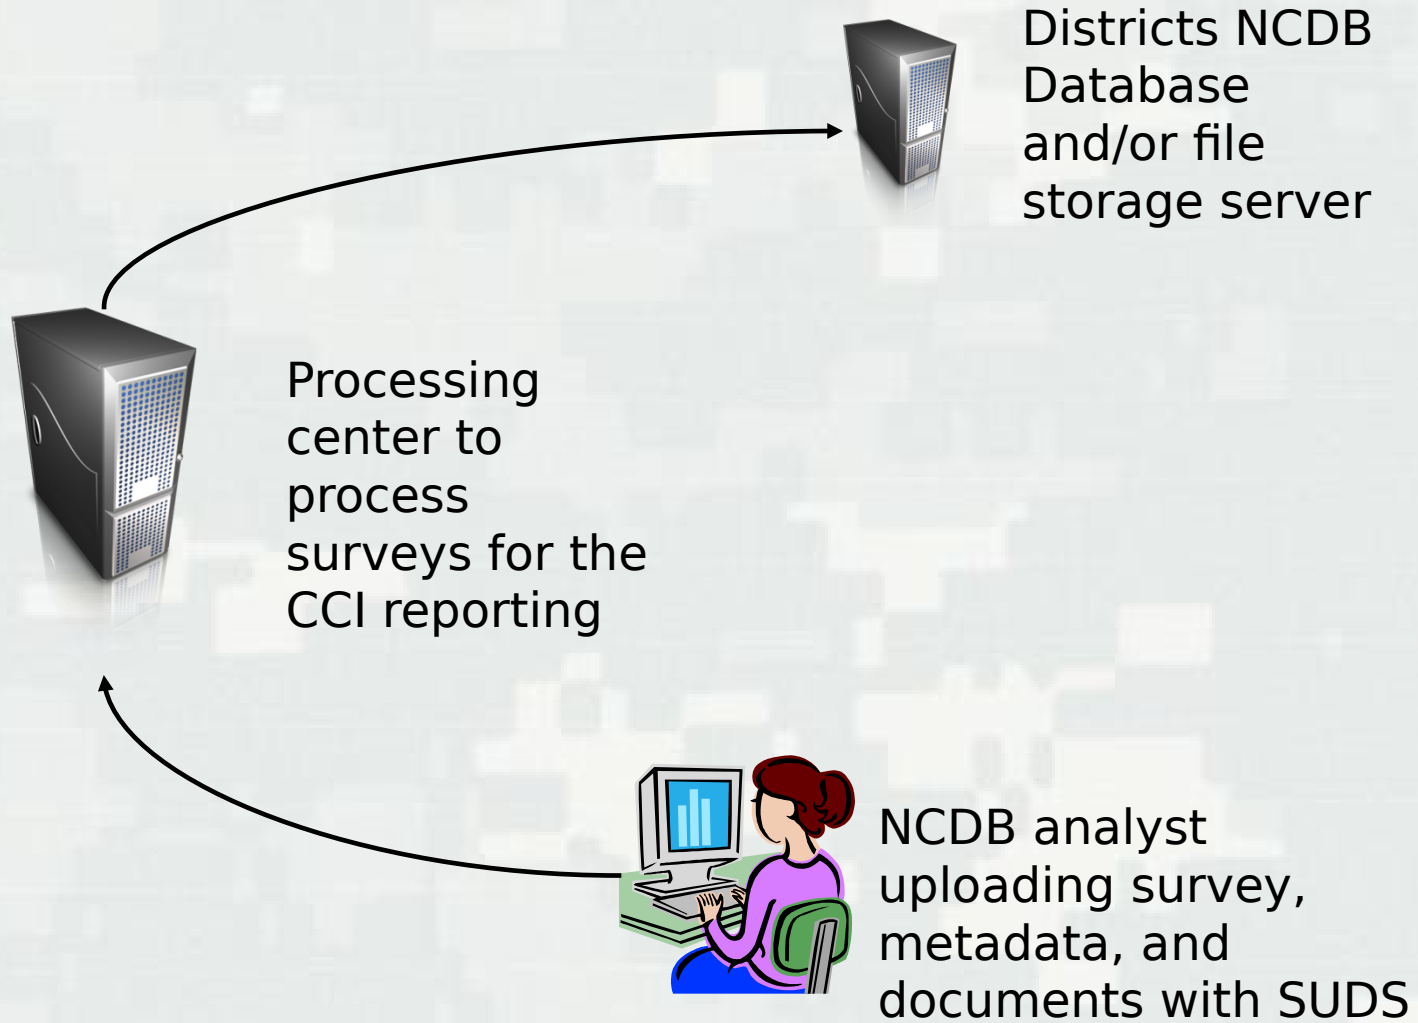 Districts NCDB
Database
and/or file
storage server
Processing
center to
process
surveys for the
CCI reporting
NCDB analyst
uploading survey,
metadata, and
documents with SUDS